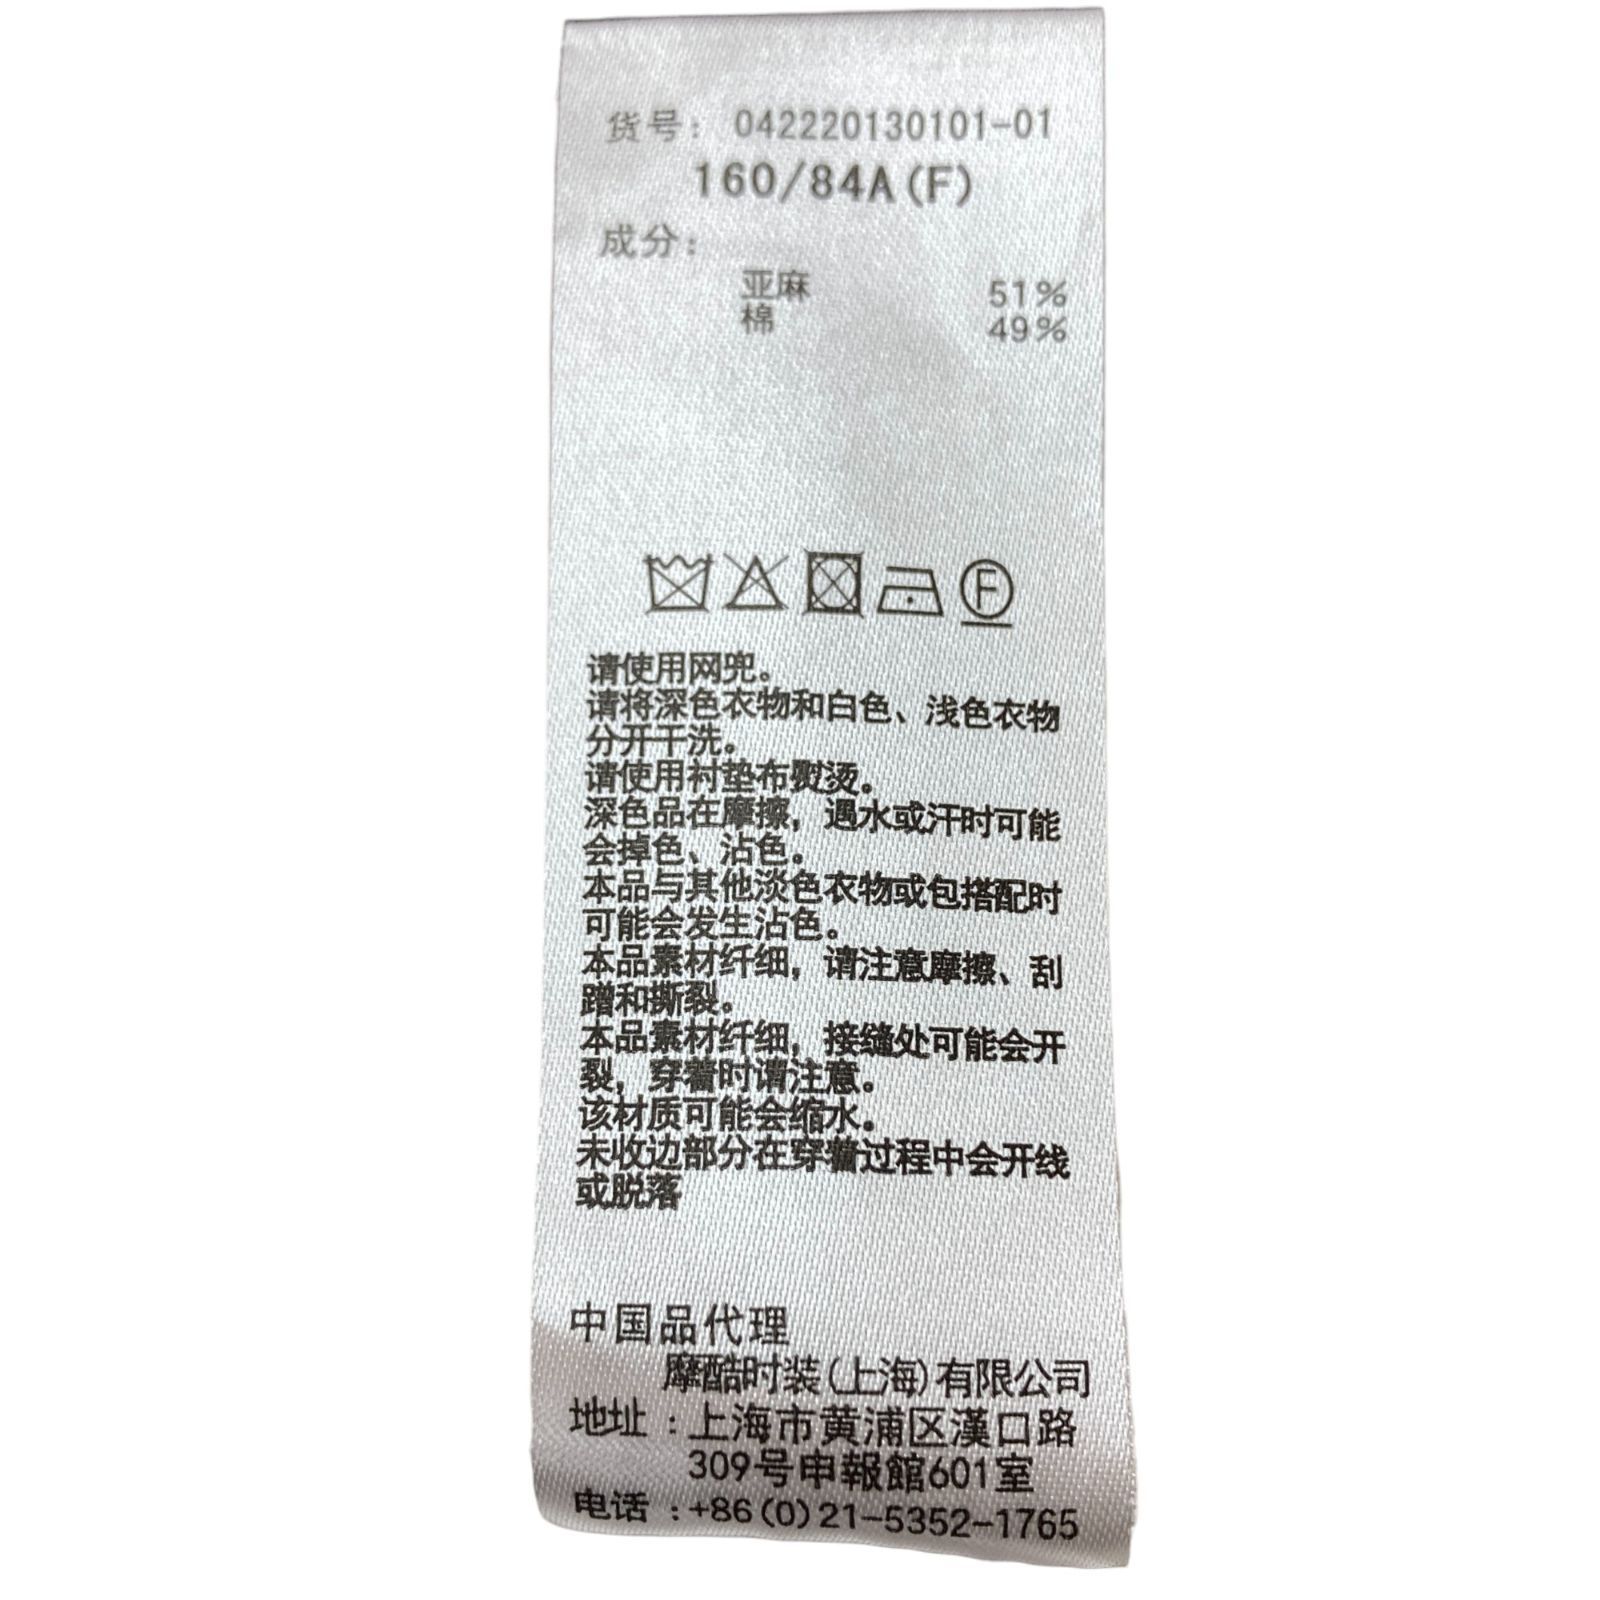 货号： 042220130101-01
160/84A(F)
成分：
亚麻 51%
棉 49%
F
请使用网兜。
请将深色衣物和白色、浅色衣物
分开干洗。
请使用衬垫布熨烫。
深色品在摩擦，遇水或汗时可能
会掉色、沾色。
本品与其他淡色衣物或包搭配时
可能会发生沾色。
本品素材纤细，请注意摩擦、刮
蹭和撕裂。
本品素材纤细，接缝处可能会开
裂，穿着时请注意。
该材质可能会缩水。
未收边部分在穿着过程中会开线
或脱落
中国品代理
摩酷时装(上海)有限公司
地址：上海市黄浦区漢口路
309号申報館601室
电话：+86(0)21-5352-1765